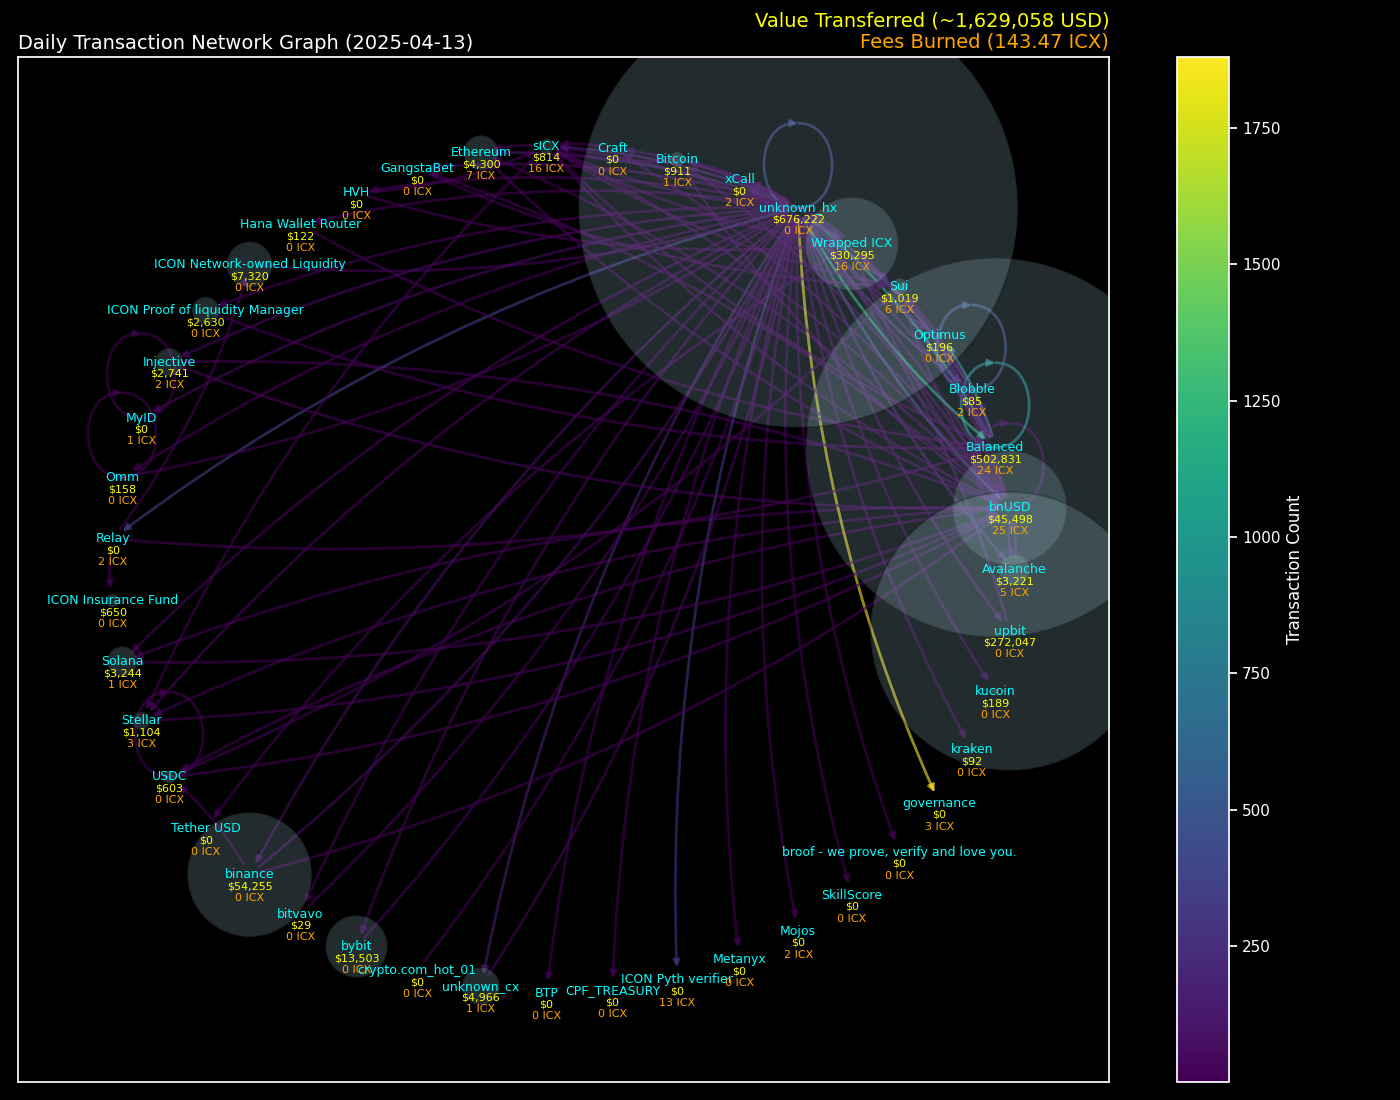 Value Transferred (~1,629,058 USD)
Daily Transaction Network Graph (2025-04-13)
Fees Burned (143.47 ICX)
Ethereum
$4,300
7 ICX
sICX
$814
16 ICX
Craft
$0
0 ICX
Bitcoin
$911
1 ICX
GangstaBet
$0
0 ICX
xCall
$0
2 ICX
HVH
$0
0 ICX
unknown_hx
$676,222
0 ICX
Hana Wallet Router
$122
0 ICX
Wrapped ICX
$30,295
16 ICX
ICON Network-owned Liquidity
$7,320
0 ICX
Sui
$1,019
6 ICX
ICON Proof of liquidity Manager
$2,630
0 ICX
Optimus
$196
0 ICX
Injective
$2,741
2 ICX
Blobble
$85
2 ICX
MyID
$0
1 ICX
Balanced
$502,831
24 ICX
Omm
$158
0 ICX
bnUSD
$45,498
25 ICX
Relay
$0
2 ICX
Avalanche
$3,221
5 ICX
ICON Insurance Fund
$650
0 ICX
upbit
$272,047
0 ICX
Solana
$3,244
1 ICX
kucoin
$189
0 ICX
Stellar
$1,104
3 ICX
kraken
$92
0 ICX
USDC
$603
0 ICX
governance
$0
3 ICX
Tether USD
$0
0 ICX
broof - we prove, verify and love you.
$0
0 ICX
binance
$54,255
0 ICX
SkillScore
$0
0 ICX
bitvavo
$29
0 ICX
Mojos
$0
2 ICX
bybit
$13,503
0 ICX
Metanyx
$0
0 ICX
crypto.com_hot_01
$0
0 ICX
unknown_cx
$4,966
1 ICX
BTP
$0
0 ICX
CPF_TREASURY
$0
0 ICX
ICON Pyth verifier
$0
13 ICX
1750
1500
1250
1000
750
500
250
Transaction Count